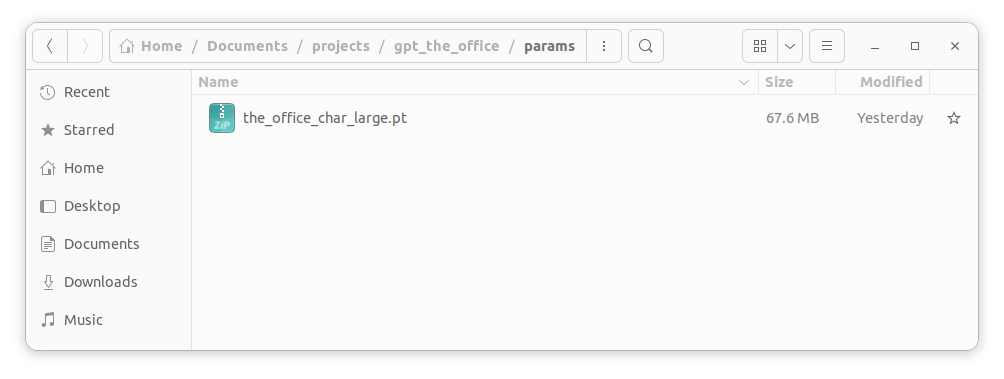 Home / Documents / projects / gpt_the_office / params
Name Size Modified
Recent
ZiP the_office_char_large.pt 67.6 MB Yesterday
Starred
Home
Desktop
Documents
Downloads
Music